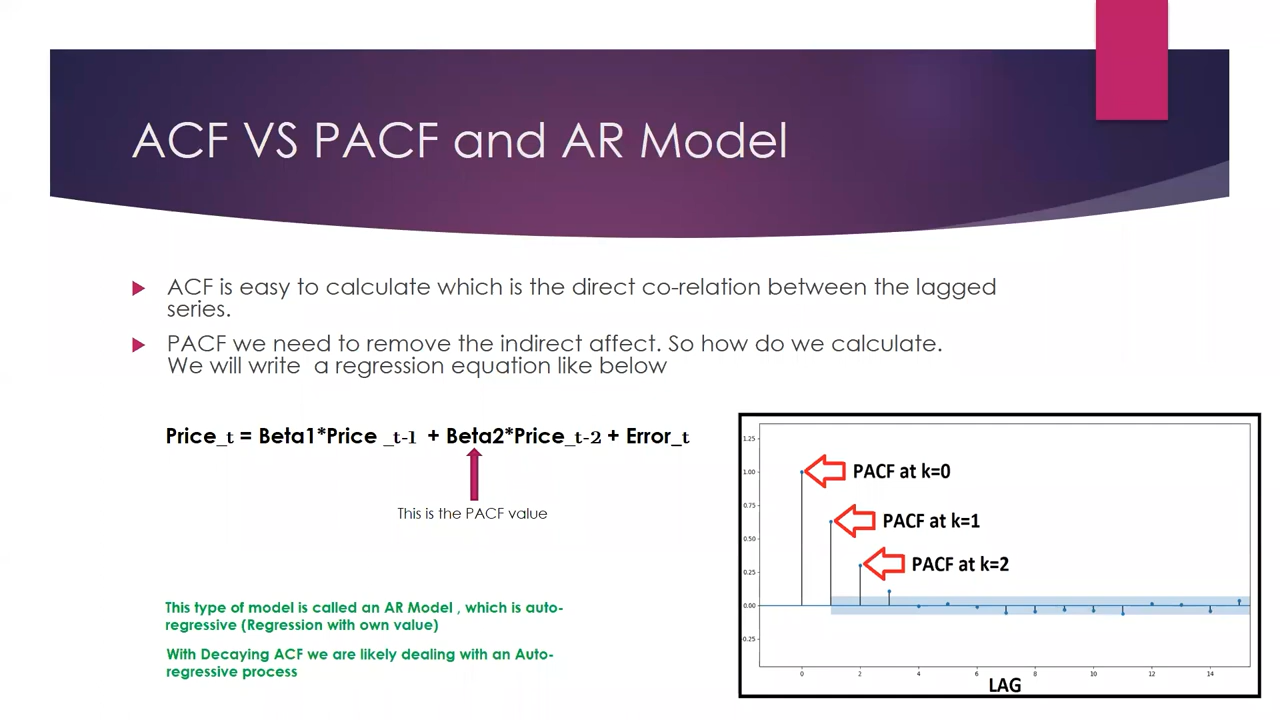 ACF VS PACF and AR Model
ACF is easy to calculate which is the direct co-relation between the lagged
series.
PACF we need to remove the indirect affect. So how do we calculate.
We will write  a regression equation like below
Price_t = Beta1*Price _t-1 + Beta2*Price_t-2 + Error_t
This is the PACF value
This type of model is called an AR Model , which is auto-
regressive (Regression with own value)
With Decaying ACF we are likely dealing with an Auto-
regressive process
1.25
1.00
0.75
0.50
0.25
0.00
-0.25
PACF at k=0
PACF at k=1
PACF at k=2
0 2 4 6 8 10 12 14
LAG